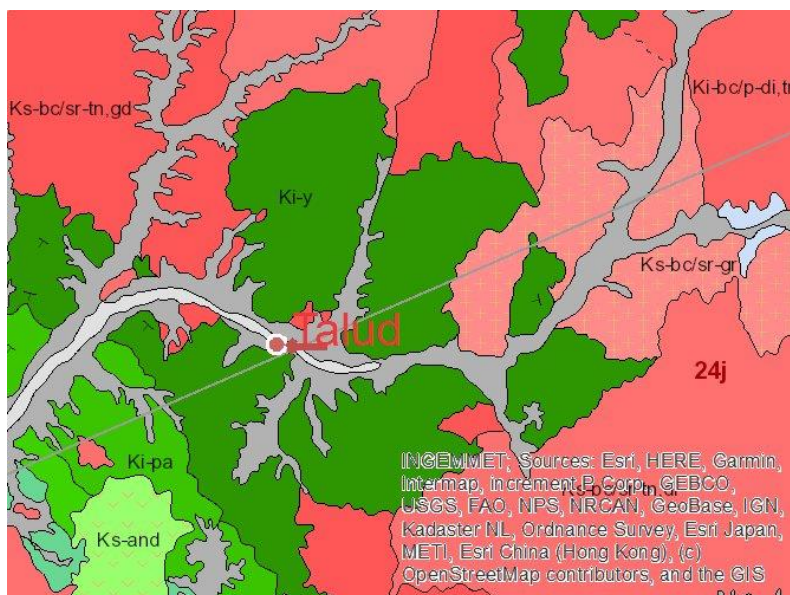 Ks-bc/sr-tn,gd
Ki-bc/p-di,tn
Ki-y
Ks-bc/sr-gr
Talud
24j
Ki-pa
Ks-and
INGEMMET; Sources: Esri, HERE, Garmin,
Intermap, increment P Corp., GEBCO,
USGS, FAO, NPS, NRCAN, GeoBase, IGN,
Kadaster NL, Ordnance Survey, Esri Japan,
METI, Esri China (Hong Kong), (c)
OpenStreetMap contributors, and the GIS